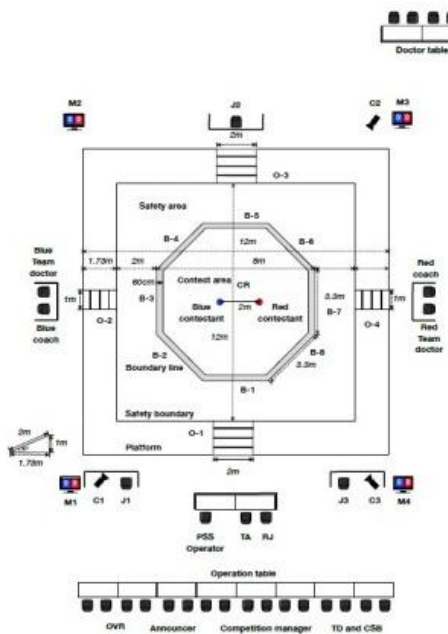 Doctor table
M2
J2
C2
M3
2m
O-3
Safety area
B-5
B-4
12m
B-6
Blue
Team
doctor
Red coach
1.73m
2m
8m
60cm
Contest area
1m
B-3
CR
3.3m
1m
Blue
contestant
2m
Red
contestant
B-7
O-2
O-4
Blue
coach
Red
Team
doctor
12m
B-2
B-8
Boundary line
3.3m
B-1
Safety boundary
O-1
2m
1m
Platform
1.73m
2m
M1
C1
J1
J3
C3
M4
PSS
Operator
TA
RJ
Operation table
OVR
Announcer
Competition manager
TD and CSB